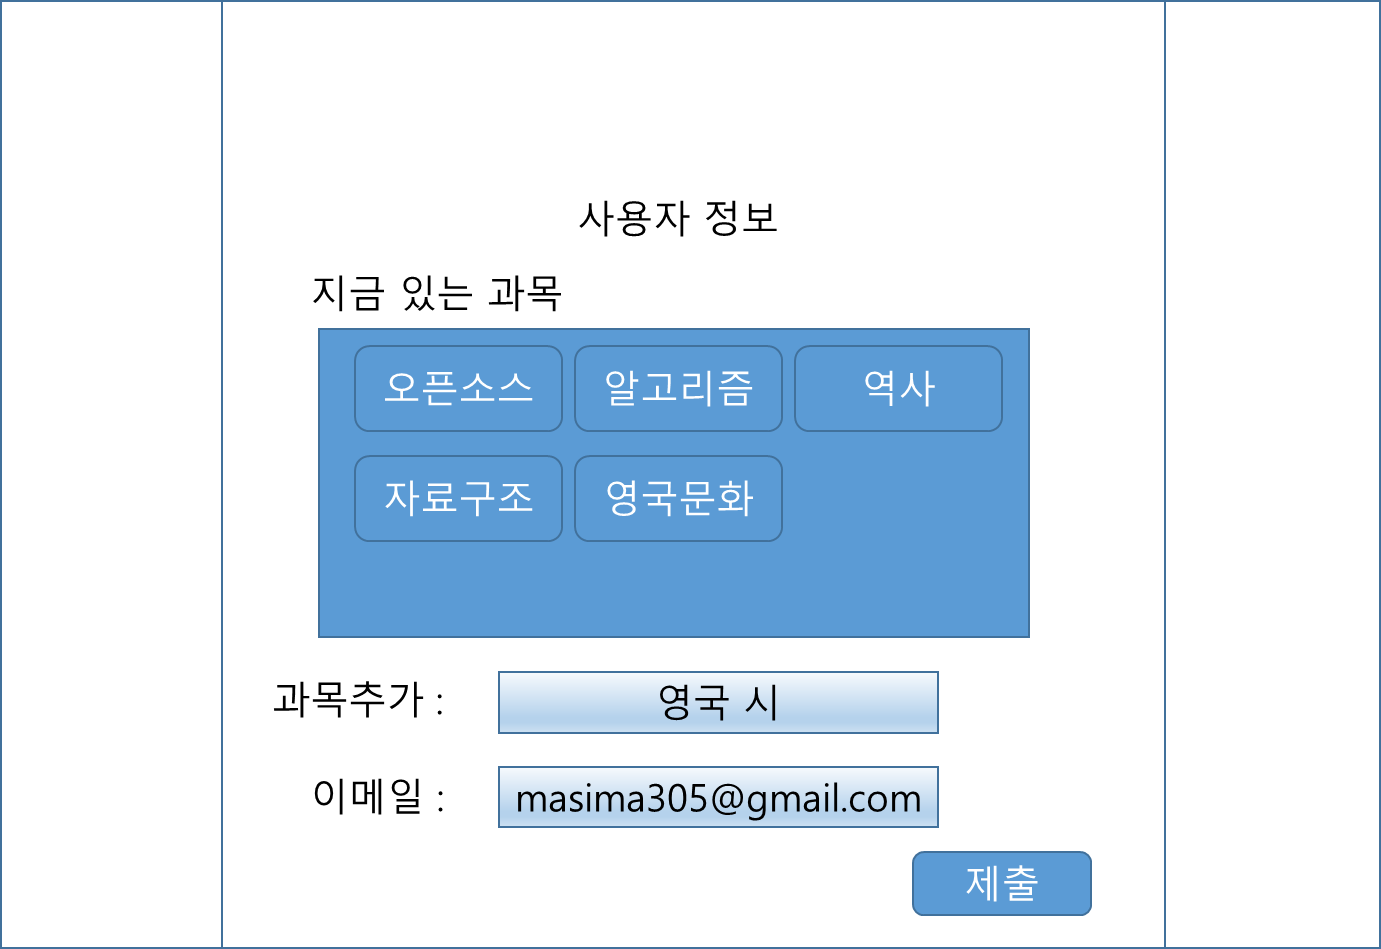 사용자 정보
지금 있는 과목
오픈소스 알고리즘 역사
자료구조 영국문화
과목추가 : 영국 시
이메일 : masima305@gmail.com
제출